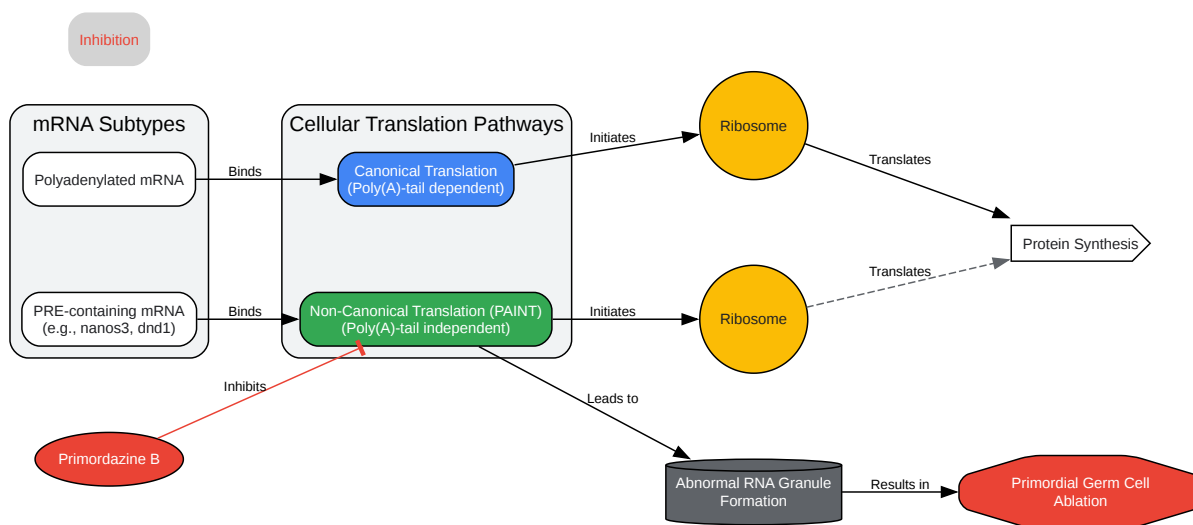 Inhibition
mRNA Subtypes
Cellular Translation Pathways
Polyadenylated mRNA
Binds
Canonical Translation
(Poly(A)-tail dependent)
Initiates
Ribosome
Translates
Protein Synthesis
PRE-containing mRNA
(e.g., nanos3, dnd1)
Binds
Non-Canonical Translation (PAINT)
(Poly(A)-tail independent)
Initiates
Ribosome
Translates
Inhibits
Primordazine B
Leads to
Abnormal RNA Granule
Formation
Results in
Primordial Germ Cell
Ablation